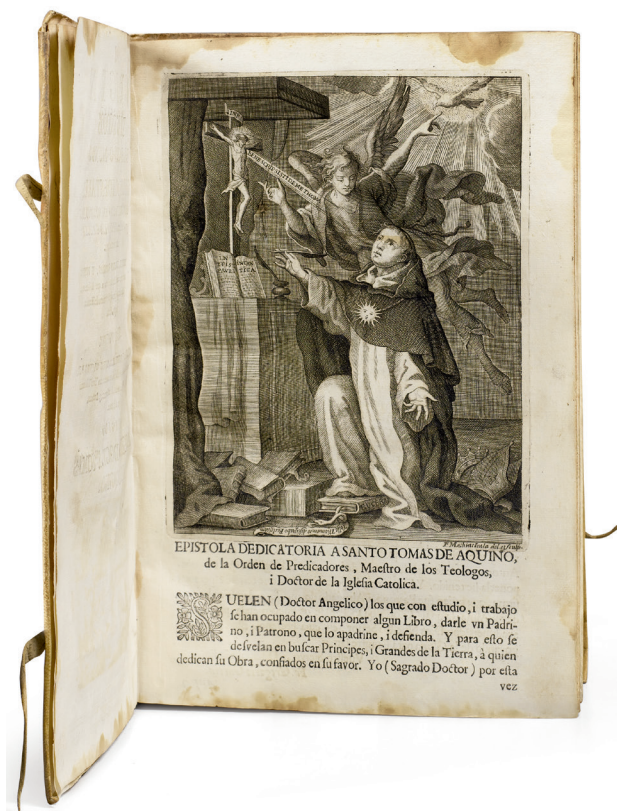 INRI
EPISTOLA DEDICATORIA A SANTO TOMAS DE AQUINO,
de la Orden de Predicadores, Maeſtro de los Teologos,
i Doctor de la Igleſia Catolica.
SUELEN (Doctor Angelico) los que con eſtudio, i trabajo
ſe han ocupado en componer algun Libro, darle vn Padri-
no, i Patrono, que lo apadrine, i defienda. Y para eſto ſe
deſvelan en buſcar Principes, i Grandes de la Tierra, à quien
dedican ſu Obra, confiados en ſu favor. Yo (Sagrado Doctor) por eſta
vez